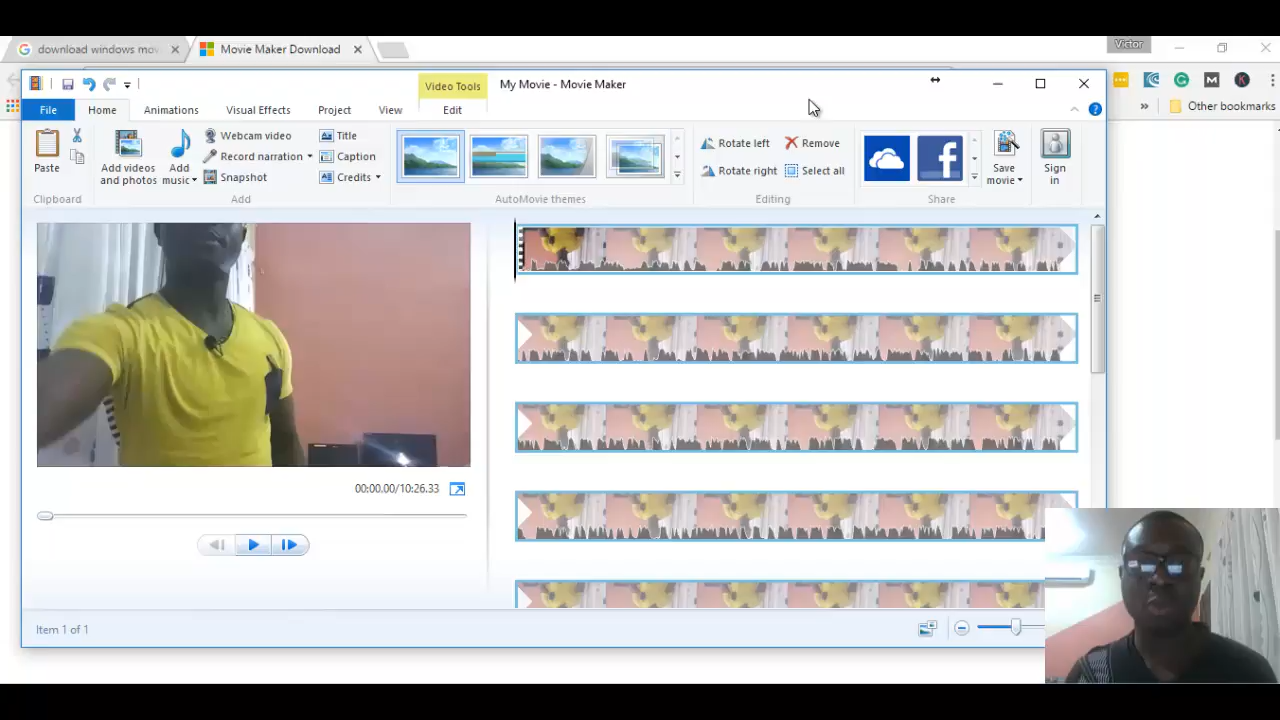 download windows mov
Movie Maker Download
Victor
Other bookmarks
Video Tools
My Movie - Movie Maker
File
Home
Animations
Visual Effects
Project
View
Edit
Paste
Add videos
and photos
Add
music
Webcam video
Record narration
Snapshot
Title
Caption
Credits
Rotate left
Rotate right
Remove
Select all
Save
movie
Sign
in
Clipboard
Add
AutoMovie themes
Editing
Share
00:00.00/10:26.33
Item 1 of 1